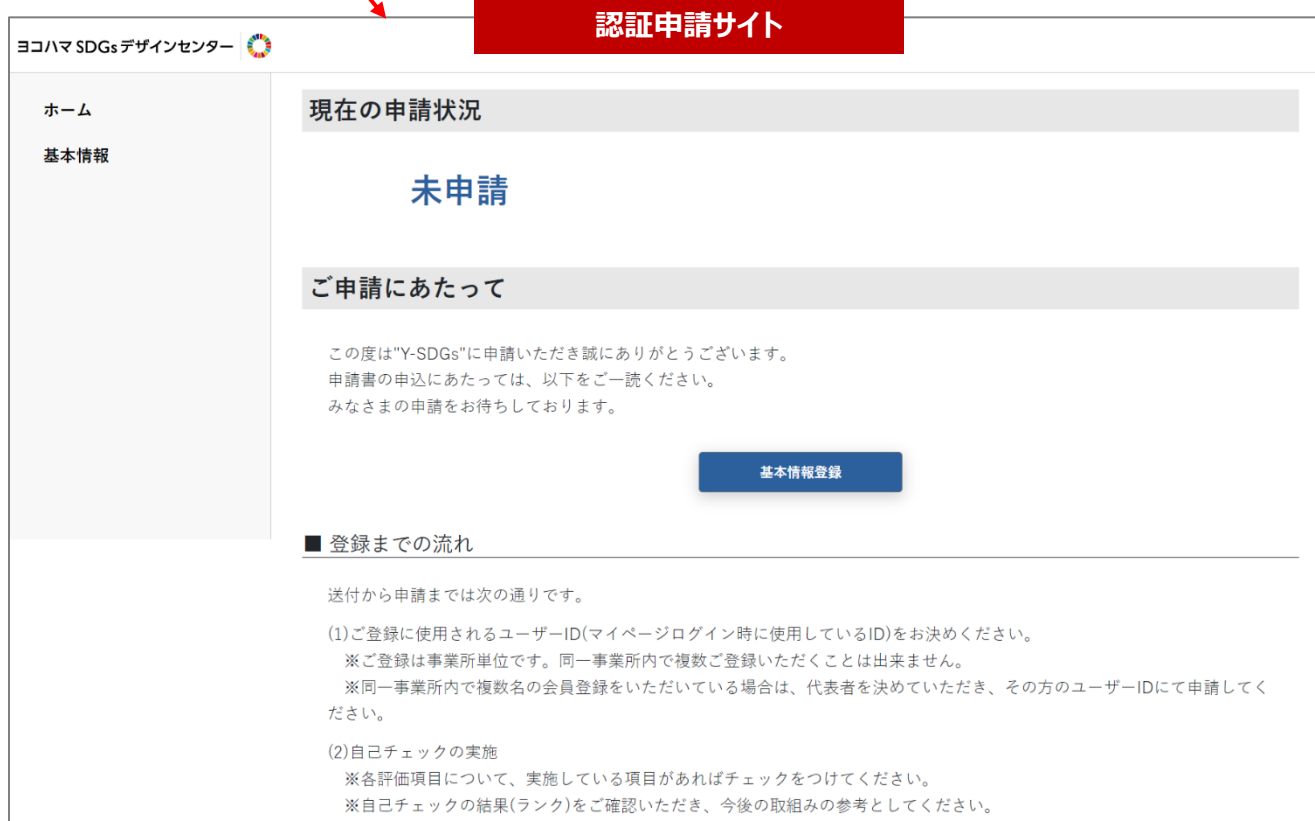 認証申請サイト
ヨコハマ SDGs デザインセンター
ホーム
基本情報
現在の申請状況
未申請
ご申請にあたって
この度は"Y-SDGs"に申請いただき誠にありがとうございます。
申請書の申込にあたっては、以下をご一読ください。
みなさまの申請をお待ちしております。
基本情報登録
■ 登録までの流れ
送付から申請までは次の通りです。
(1)ご登録に使用されるユーザーID(マイページログイン時に使用しているID)をお決めください。
※ご登録は事業所単位です。同一事業所内で複数ご登録いただくことは出来ません。
※同一事業所内で複数名の会員登録をいただいている場合は、代表者を決めていただき、その方のユーザーIDにて申請してく
ださい。
(2)自己チェックの実施
※各評価項目について、実施している項目があればチェックをつけてください。
※自己チェックの結果(ランク)をご確認いただき、今後の取組みの参考としてください。